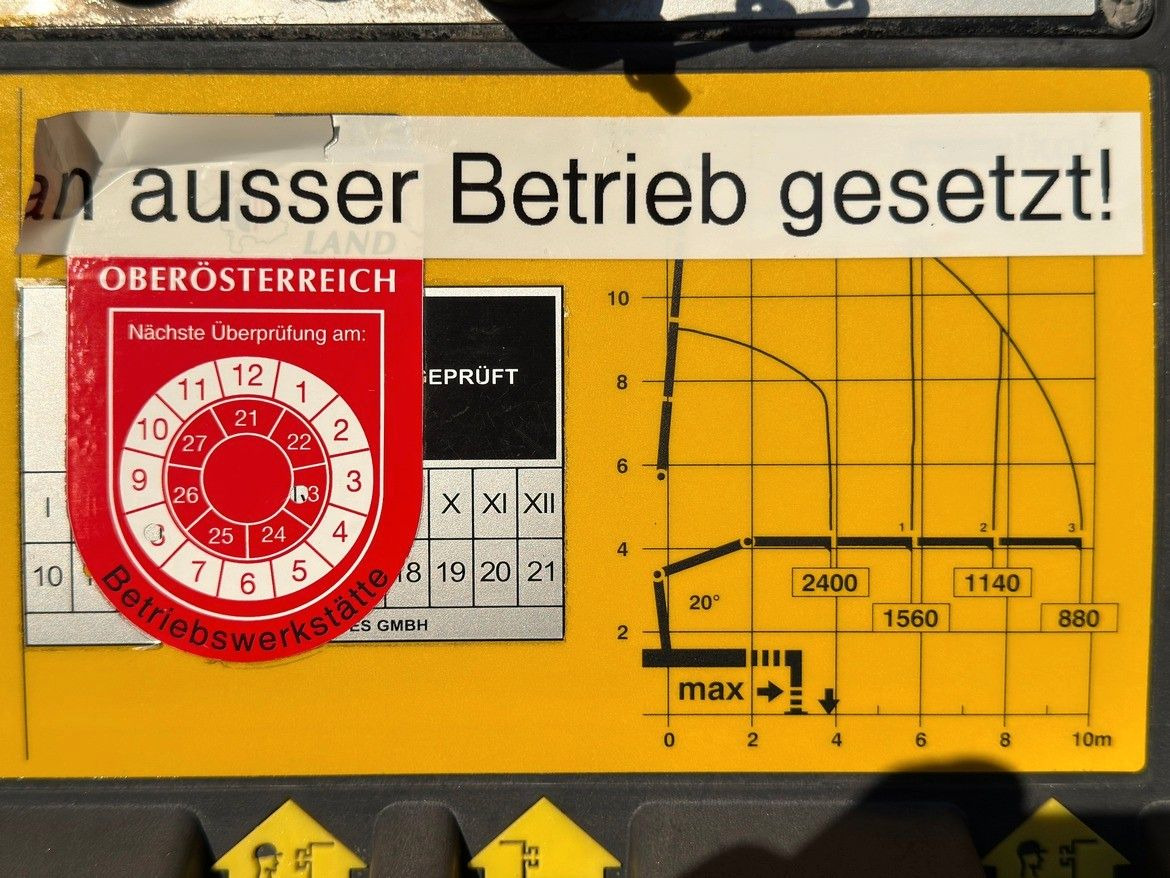 an ausser Betrieb gesetzt!
LAND
OBERÖSTERREICH
Nächste Überprüfung am:
12
11 1
10 2
9 3
4
7 5
6
21
27 22
26
25 24
Betriebswerkstätte
GEPRÜFT
I X XI XII
10 18 19 20 21
ES GMBH
10
8
6
4
2
1 2 3
2400 1140
1560 880
20°
max
0 2 4 6 8 10m